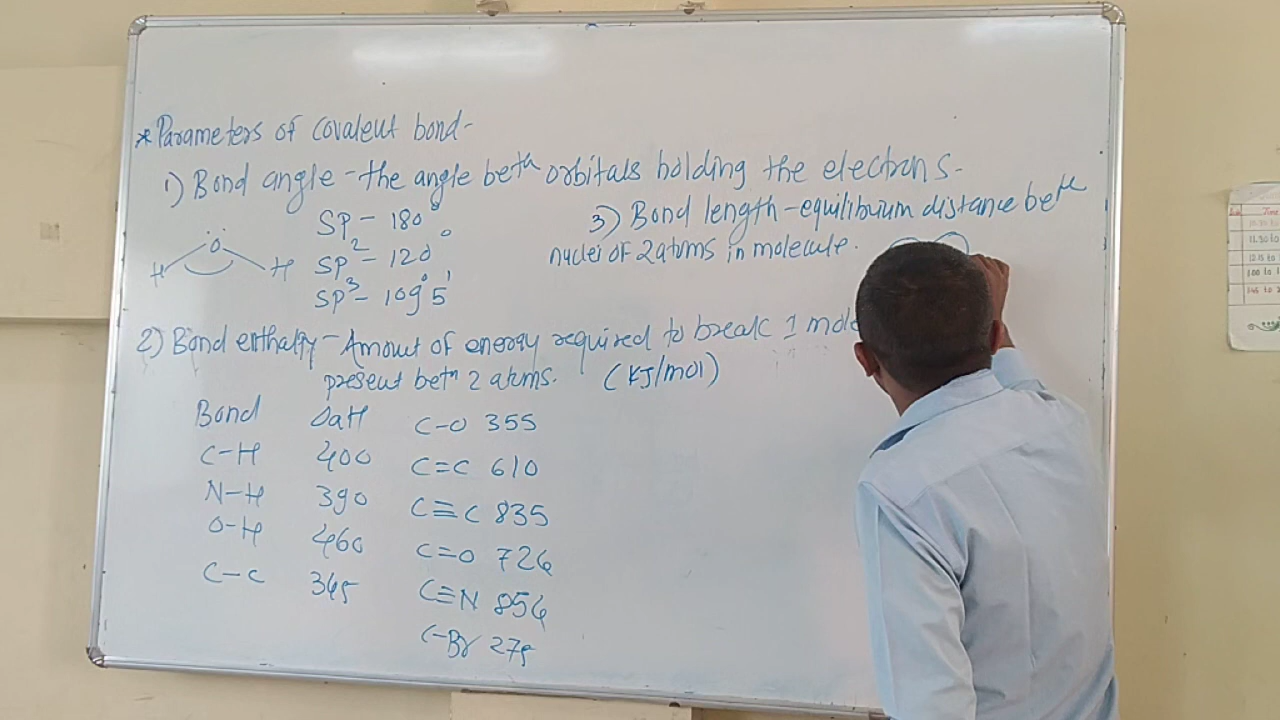 *Parameters of covalent bond-
1) Bond angle - the angle betn orbitals holding the electrons.
SP - 180°
SP2 - 120°
SP3 - 109°5'
O
H H
3) Bond length - equilibrium distance betn
nuclei of 2 atoms in molecule.
2) Bond enthalpy - Amount of energy required to break 1 mole
present betn 2 atoms. (KJ/mol)
Bond ΔaH
C-H 400
N-H 390
O-H 460
C-C 345
C-O 355
C=C 610
C≡C 835
C=O 724
C≡N 854
C-Br 275